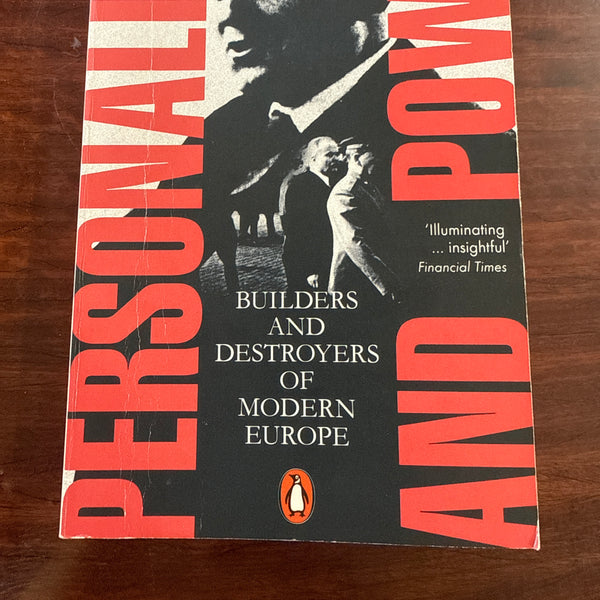 PERSONALI
AND POW
'Illuminating
... insightful'
Financial Times
BUILDERS
AND
DESTROYERS
OF
MODERN
EUROPE